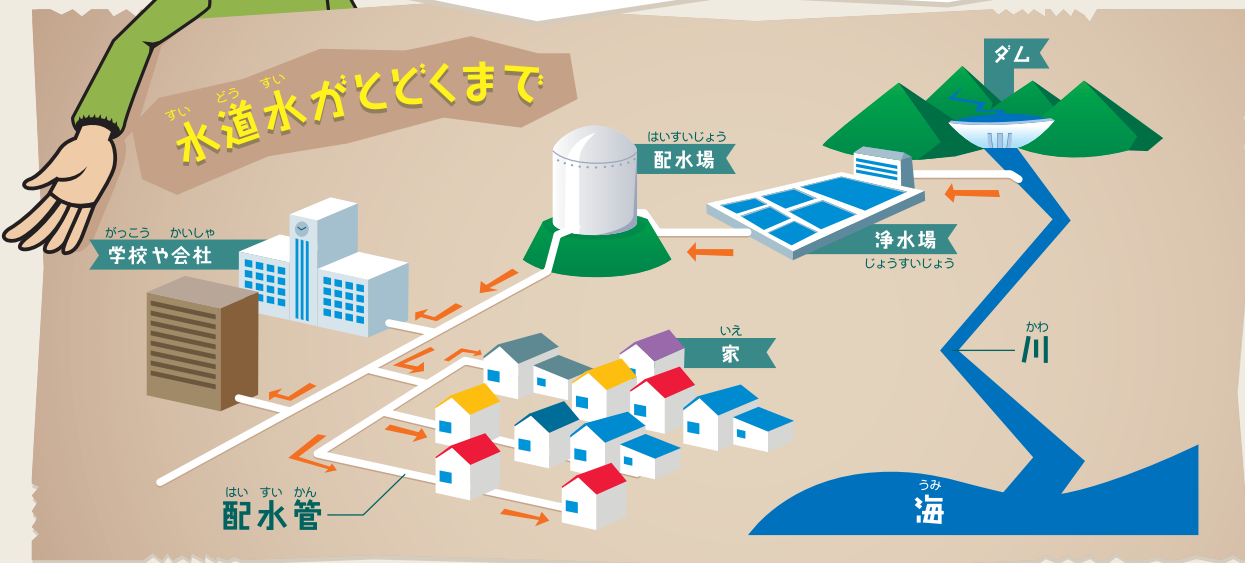 すい どう すい
水道水がとどくまで
ダム
はいすいじょう
配水場
浄水場
じょうすいじょう
がっこう かいしゃ
学校や会社
いえ
家
かわ
川
はい すい かん
配水管
うみ
海